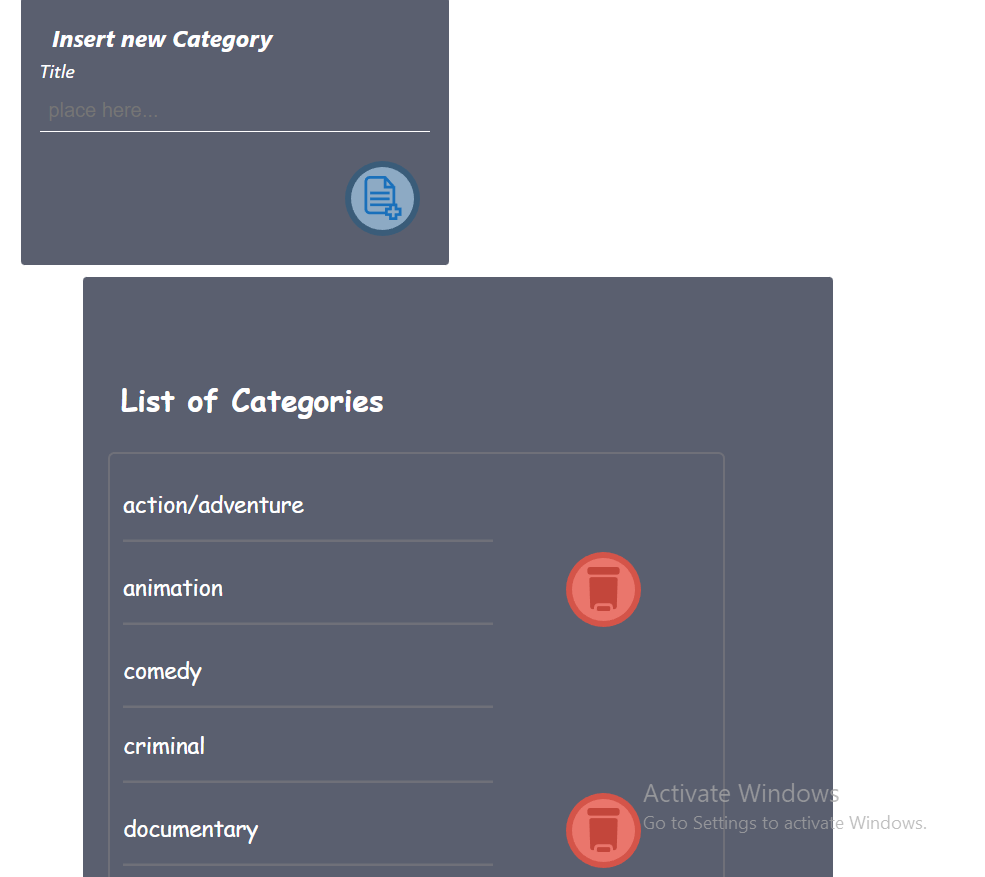 Insert new Category
Title
place here...
List of Categories
action/adventure
animation
comedy
criminal
documentary
Activate Windows
Go to Settings to activate Windows.